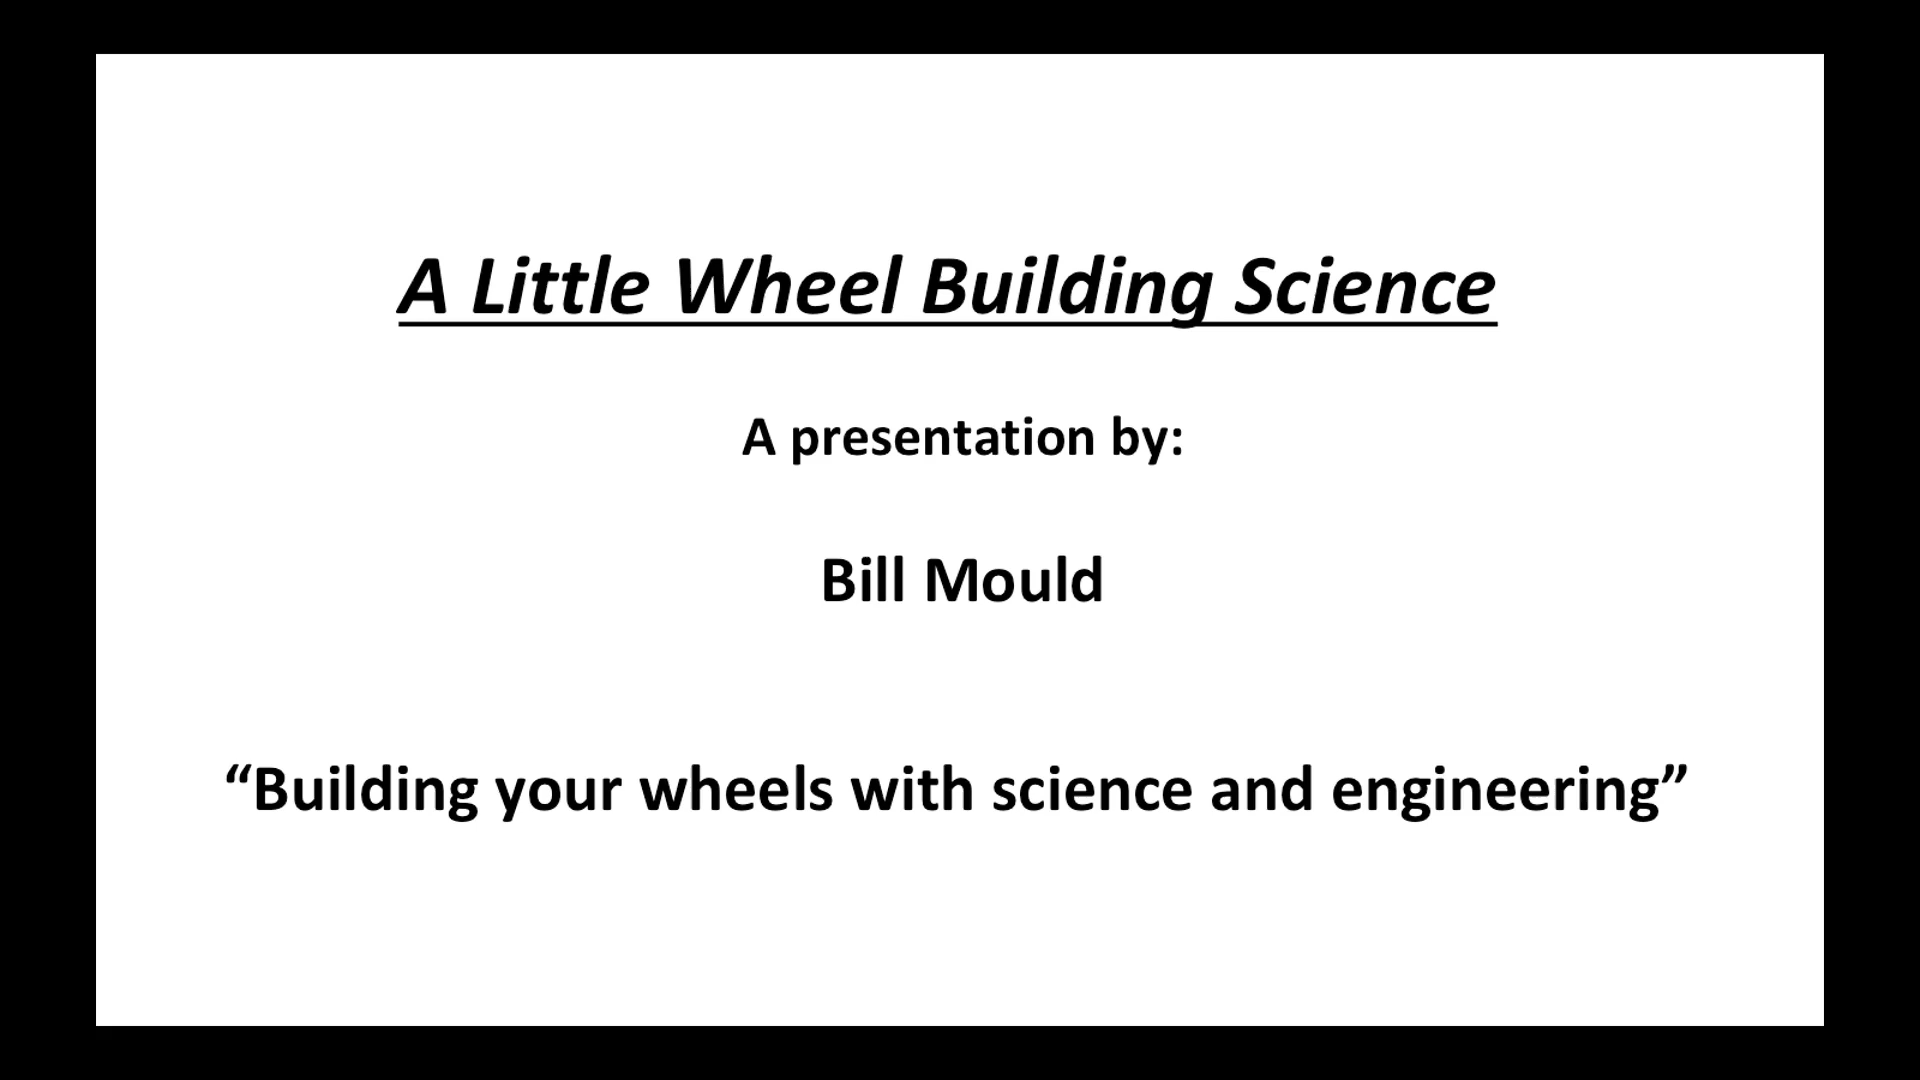 A Little Wheel Building Science
A presentation by:
Bill Mould
“Building your wheels with science and engineering”